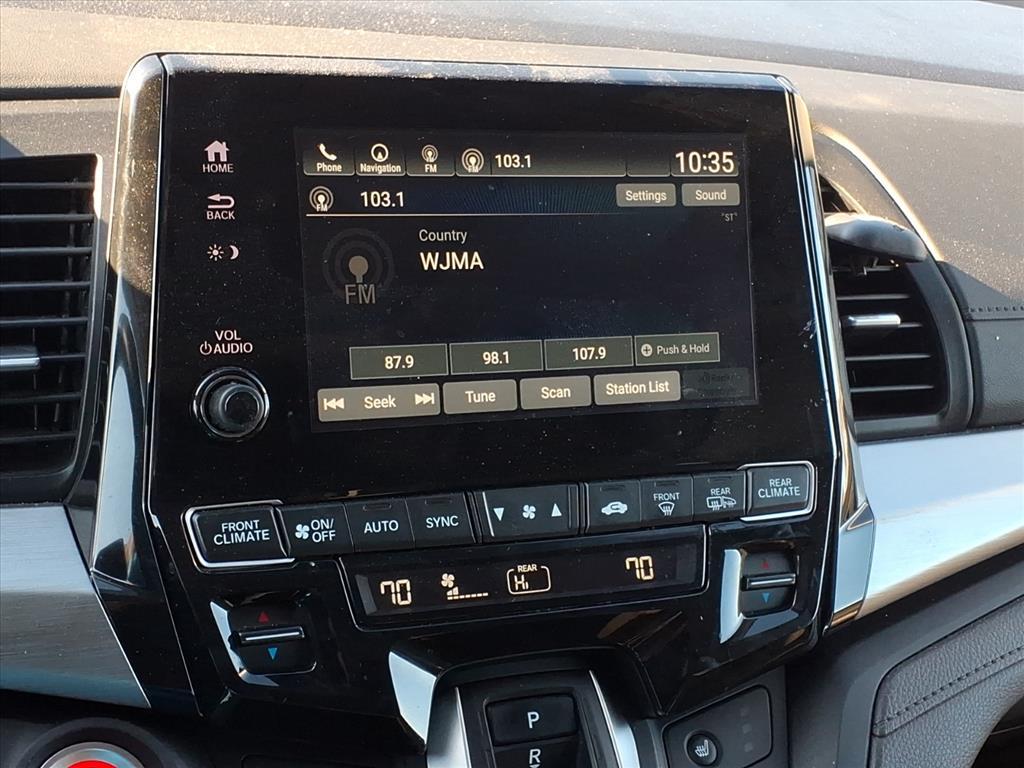 HOME
BACK
VOL
AUDIO
Phone
Navigation
FM
103.1
10:35
FM
103.1
Settings
Sound
"ST"
Country
WJMA
FM
87.9
98.1
107.9
Push & Hold
Seek
Tune
Scan
Station List
FRONT
CLIMATE
ON/
OFF
AUTO
SYNC
FRONT
REAR
REAR
CLIMATE
70
REAR
Hi
70
P
R